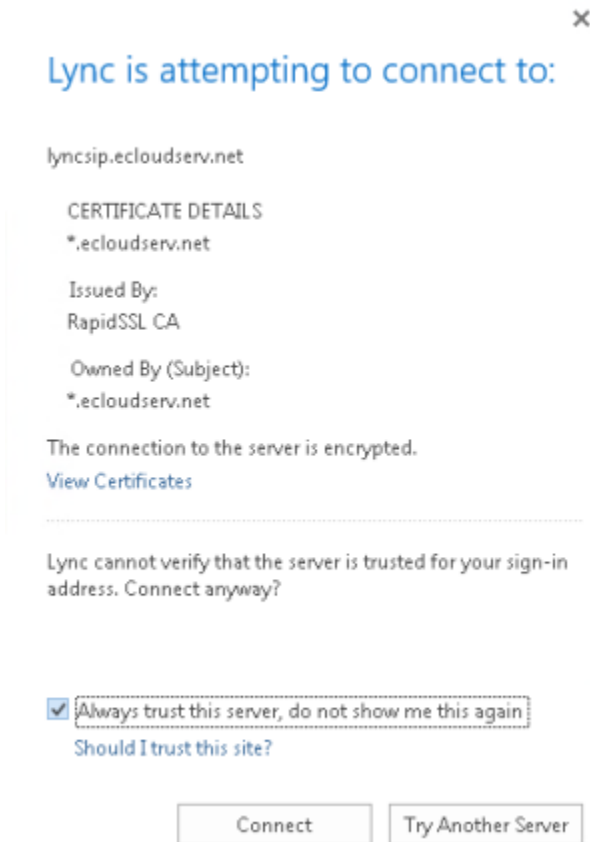 Lync is attempting to connect to:
lyncsip.ecloudserv.net
CERTIFICATE DETAILS
*.ecloudserv.net
Issued By:
RapidSSL CA
Owned By (Subject):
*.ecloudserv.net
The connection to the server is encrypted.
View Certificates
Lync cannot verify that the server is trusted for your sign-in
address. Connect anyway?
Always trust this server, do not show me this again
Should I trust this site?
Connect
Try Another Server